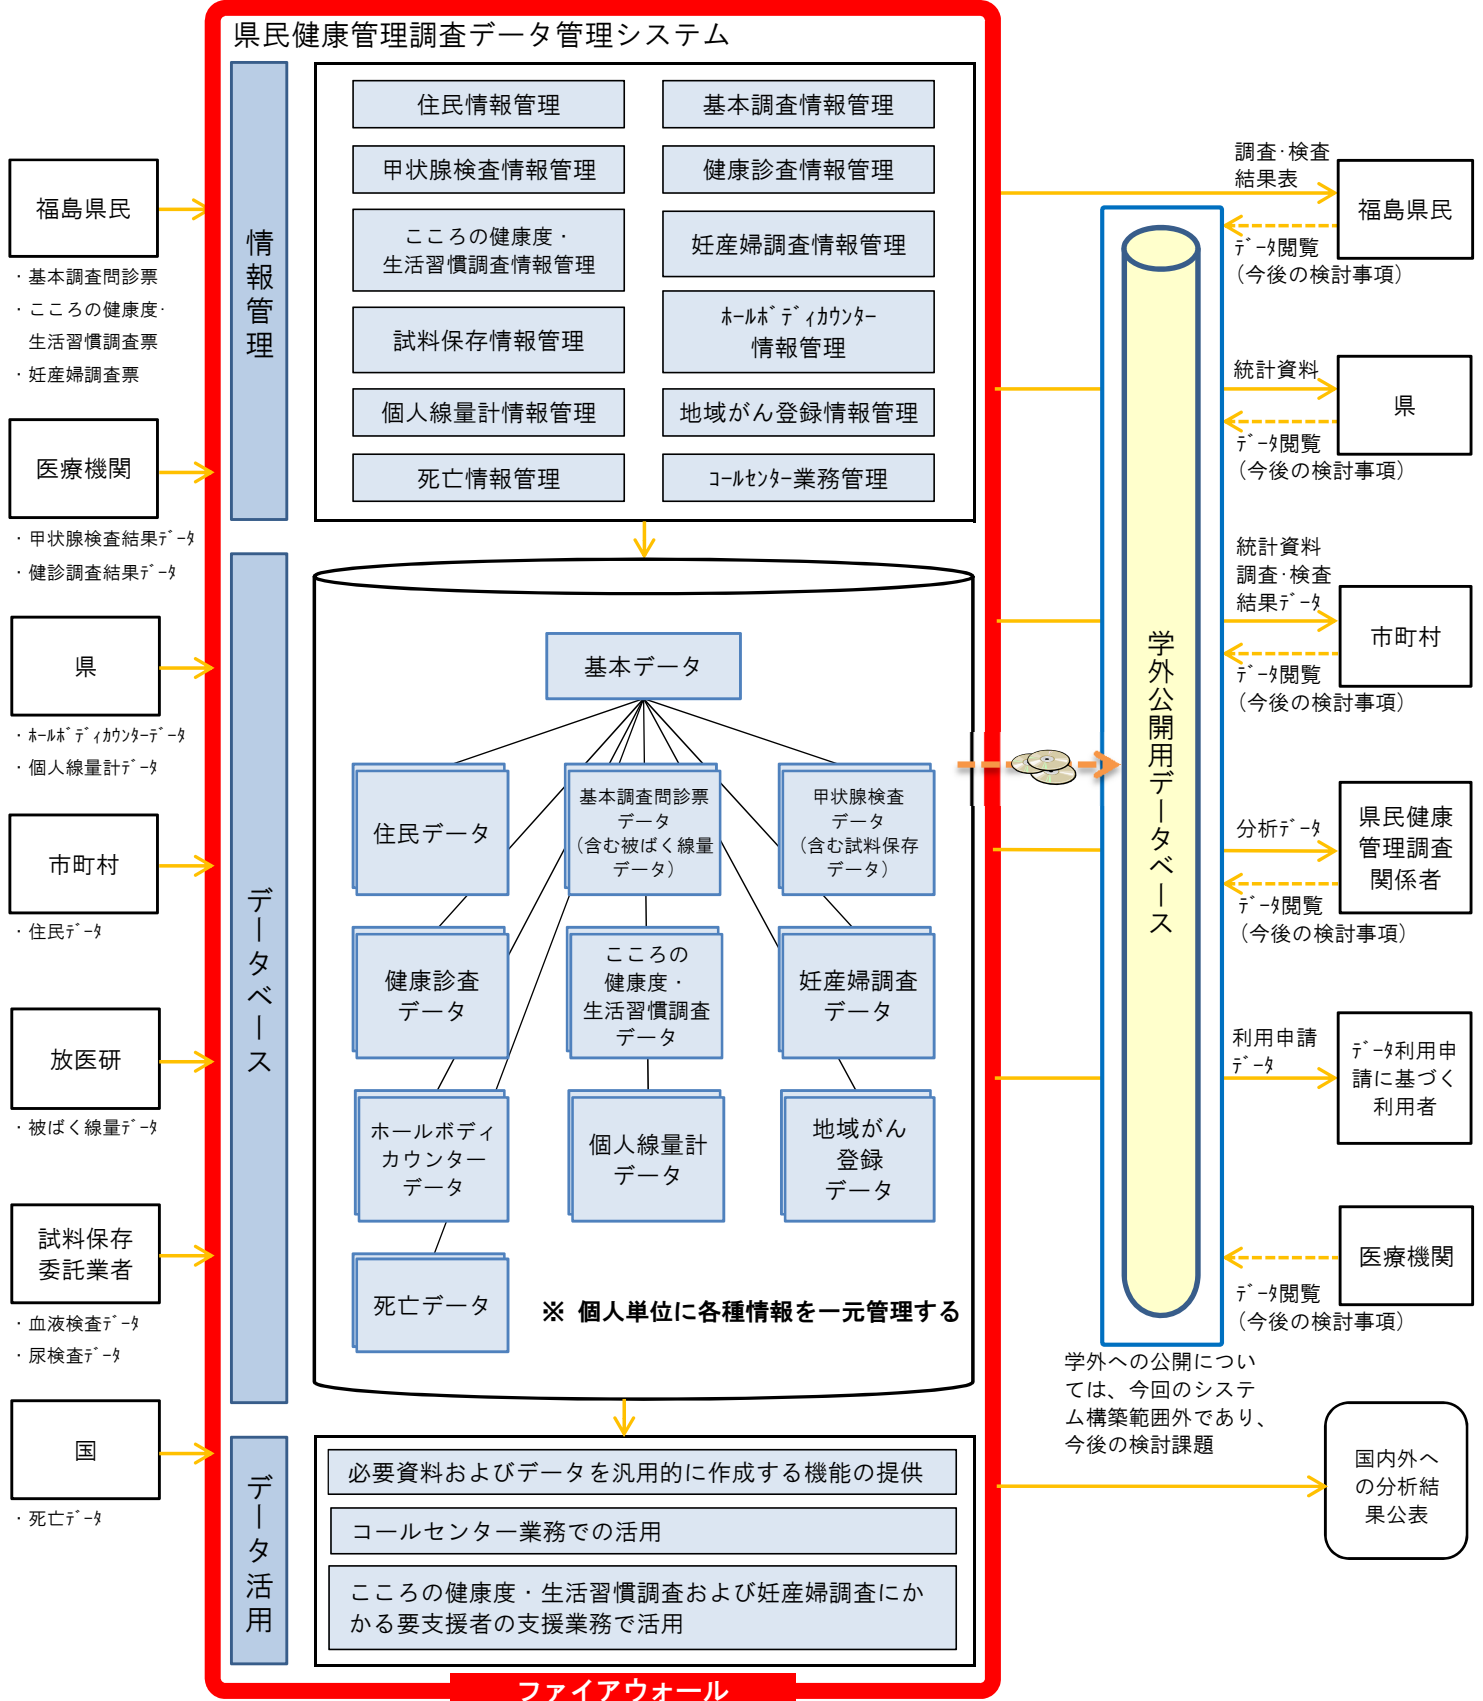 県民健康管理調査データ管理システム
情報管理
住民情報管理
基本調査情報管理
甲状腺検査情報管理
健康診査情報管理
こころの健康度・
生活習慣調査情報管理
妊産婦調査情報管理
試料保存情報管理
ﾎｰﾙﾎﾞﾃﾞｨｶｳﾝﾀｰ
情報管理
個人線量計情報管理
地域がん登録情報管理
死亡情報管理
ｺｰﾙｾﾝﾀｰ業務管理
福島県民
・基本調査問診票
・こころの健康度・
生活習慣調査票
・妊産婦調査票
医療機関
・甲状腺検査結果ﾃﾞｰﾀ
・健診調査結果ﾃﾞｰﾀ
県
・ﾎｰﾙﾎﾞﾃﾞｨｶｳﾝﾀｰﾃﾞｰﾀ
・個人線量計ﾃﾞｰﾀ
市町村
・住民ﾃﾞｰﾀ
放医研
・被ばく線量ﾃﾞｰﾀ
試料保存
委託業者
・血液検査ﾃﾞｰﾀ
・尿検査ﾃﾞｰﾀ
国
・死亡ﾃﾞｰﾀ
データベース
基本データ
住民データ
基本調査問診票
データ
（含む被ばく線量
データ）
甲状腺検査
データ
（含む試料保存
データ）
健康診査
データ
こころの
健康度・
生活習慣調査
データ
妊産婦調査
データ
ホールボディ
カウンター
データ
個人線量計
データ
地域がん
登録
データ
死亡データ
※ 個人単位に各種情報を一元管理する
データ活用
必要資料およびデータを汎用的に作成する機能の提供
コールセンター業務での活用
こころの健康度・生活習慣調査および妊産婦調査にか
かる要支援者の支援業務で活用
ファイアウォール
学外公開用データベース
学外への公開につい
ては、今回のシステ
ム構築範囲外であり、
今後の検討課題
調査･検査
結果表
福島県民
ﾃﾞｰﾀ閲覧
（今後の検討事項）
統計資料
県
ﾃﾞｰﾀ閲覧
（今後の検討事項）
統計資料
調査･検査
結果ﾃﾞｰﾀ
市町村
ﾃﾞｰﾀ閲覧
（今後の検討事項）
分析ﾃﾞｰﾀ
県民健康
管理調査
関係者
ﾃﾞｰﾀ閲覧
（今後の検討事項）
利用申請
ﾃﾞｰﾀ
ﾃﾞｰﾀ利用申
請に基づく
利用者
医療機関
ﾃﾞｰﾀ閲覧
（今後の検討事項）
国内外へ
の分析結
果公表